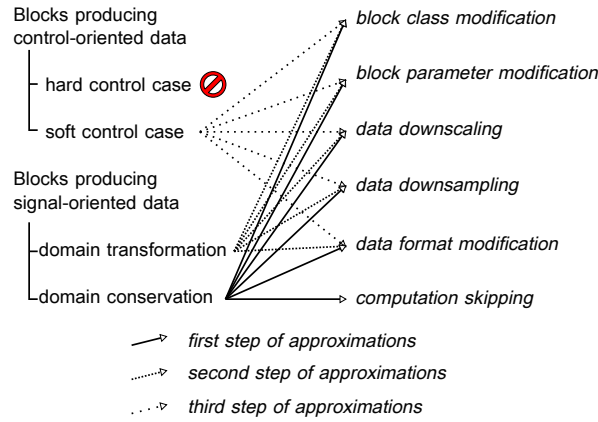 Blocks producing
control-oriented data
hard control case
soft control case
Blocks producing
signal-oriented data
domain transformation
domain conservation
block class modification
block parameter modification
data downscaling
data downsampling
data format modification
computation skipping
first step of approximations
second step of approximations
third step of approximations